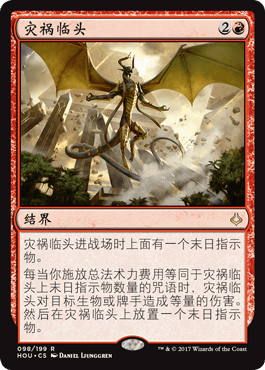 灾祸临头 2
结界
灾祸临头进战场时上面有一个末日指示
物。
每当你施放总法术力费用等同于灾祸临
头上末日指示物数量的咒语时，灾祸临
头对目标生物或牌手造成等量的伤害。
然后在灾祸临头上放置一个末日指示
物。
098/199 R
HOU • CS DANIEL LJUNGGREN
™ & © 2017 Wizards of the Coast